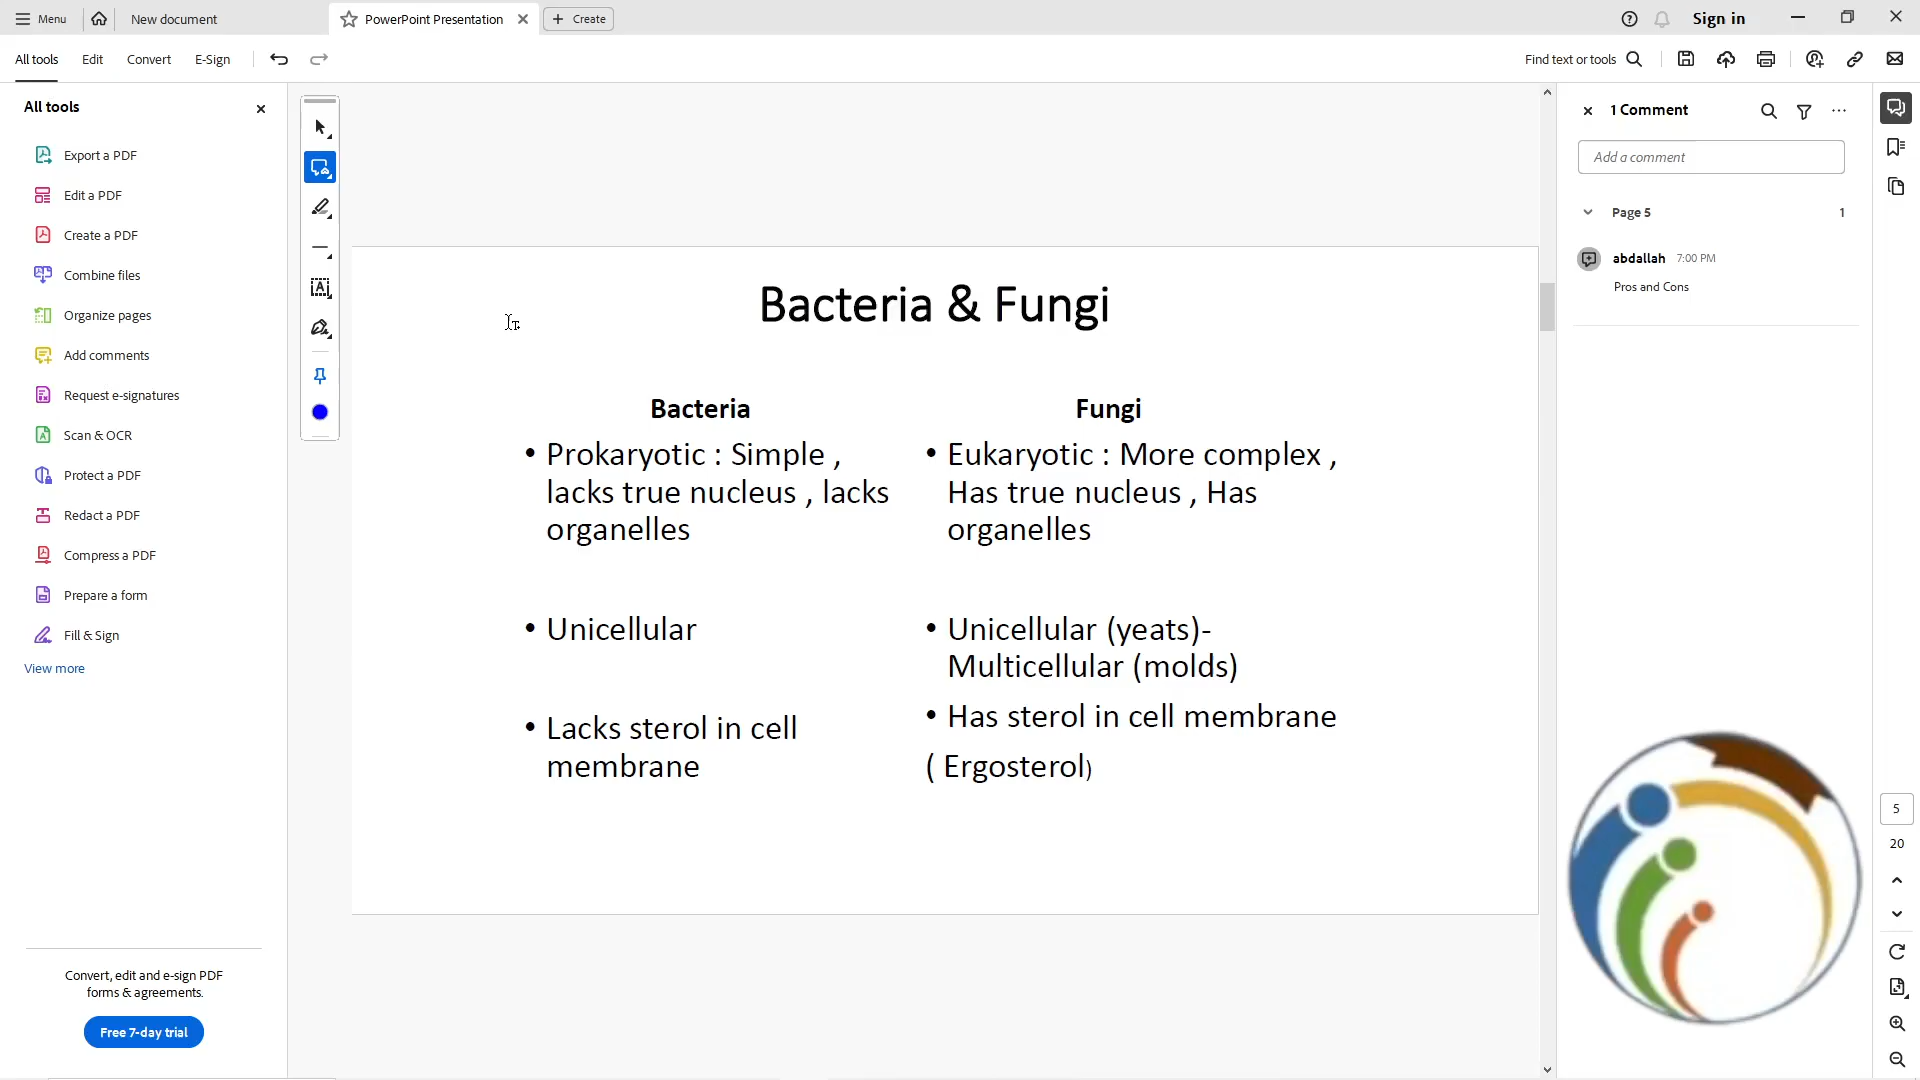 Menu
New document
PowerPoint Presentation
Create
Sign in
All tools
Edit
Convert
E-Sign
Find text or tools
All tools
Export a PDF
Edit a PDF
Create a PDF
Combine files
Organize pages
Add comments
Request e-signatures
Scan & OCR
Protect a PDF
Redact a PDF
Compress a PDF
Prepare a form
Fill & Sign
View more
Convert, edit and e-sign PDF
forms & agreements.
Free 7-day trial
Bacteria & Fungi
Bacteria
• Prokaryotic : Simple ,
lacks true nucleus , lacks
organelles
• Unicellular
• Lacks sterol in cell
membrane
Fungi
• Eukaryotic : More complex ,
Has true nucleus , Has
organelles
• Unicellular (yeats)-
Multicellular (molds)
• Has sterol in cell membrane
( Ergosterol)
1 Comment
Add a comment
Page 5
1
abdallah 7:00 PM
Pros and Cons
5
20